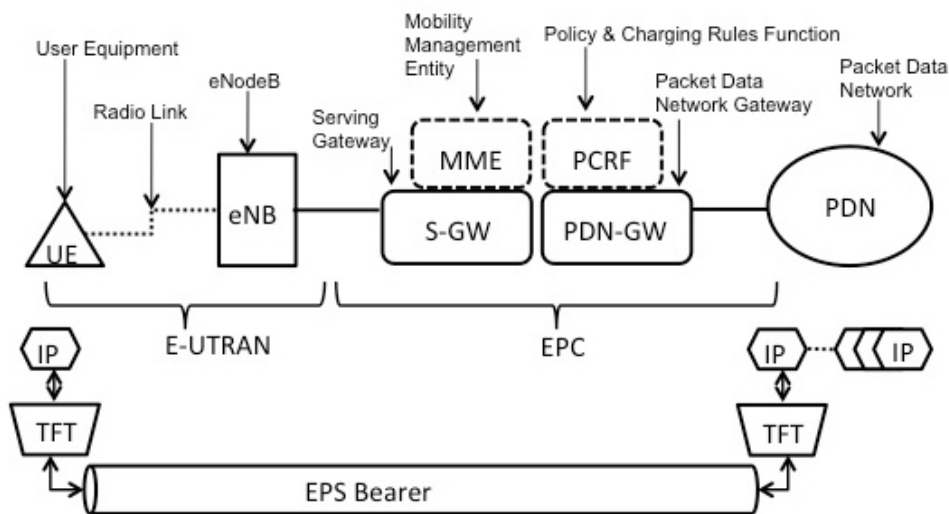 Mobility
Management
Entity
Policy & Charging Rules Function
User Equipment
eNodeB
Radio Link
Serving
Gateway
Packet Data
Network Gateway
Packet Data
Network
MME
PCRF
UE
eNB
S-GW
PDN-GW
PDN
E-UTRAN
EPC
IP
IP
IP
TFT
TFT
EPS Bearer